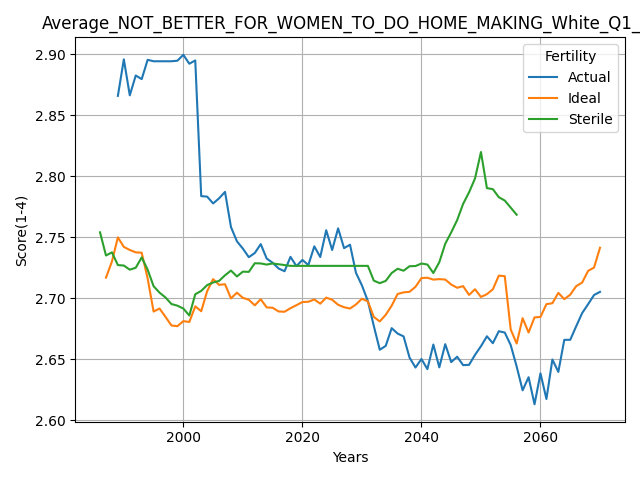 Average_NOT_BETTER_FOR_WOMEN_TO_DO_HOME_MAKING_White_Q1_
Fertility
Actual
Ideal
Sterile
2.90
2.85
2.80
2.75
2.70
2.65
2.60
Score(1-4)
2000
2020
2040
2060
Years